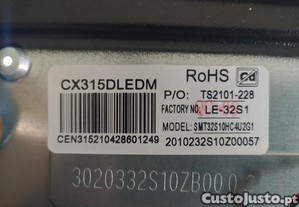 RoHS
CX315DLEDM
P/O: TS2101-228
FACTORY NO: LE-32S1
MODEL: SMT32S10HC4U2G1
CEN315210428601249
2010232S10Z00057
3020332S10ZB00
CustoJusto.pt